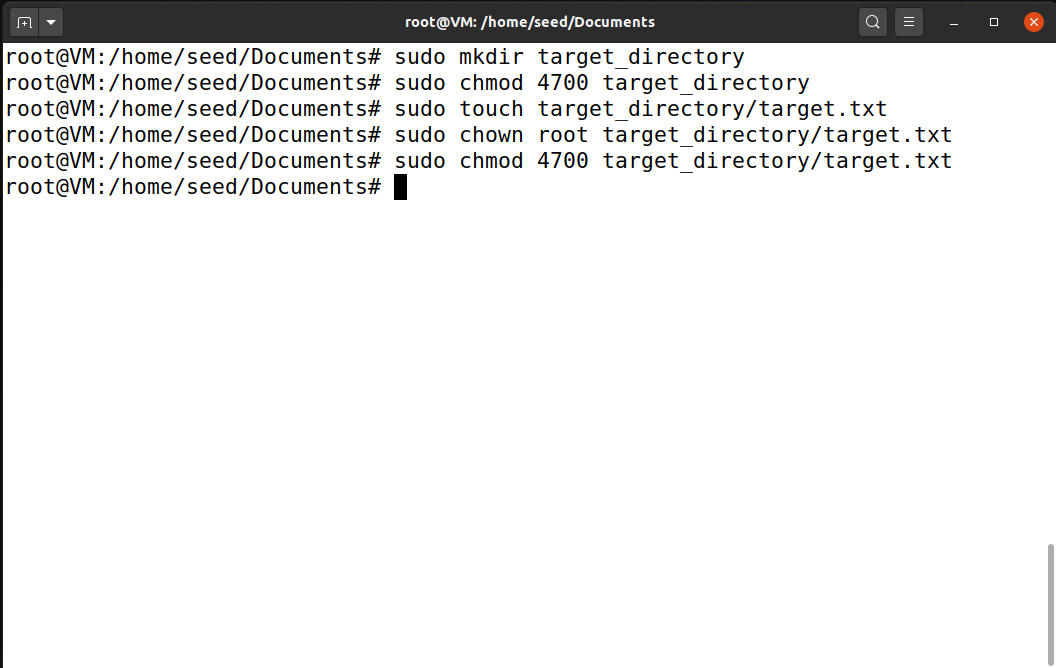 root@VM: /home/seed/Documents
root@VM:/home/seed/Documents# sudo mkdir target_directory
root@VM:/home/seed/Documents# sudo chmod 4700 target_directory
root@VM:/home/seed/Documents# sudo touch target_directory/target.txt
root@VM:/home/seed/Documents# sudo chown root target_directory/target.txt
root@VM:/home/seed/Documents# sudo chmod 4700 target_directory/target.txt
root@VM:/home/seed/Documents#